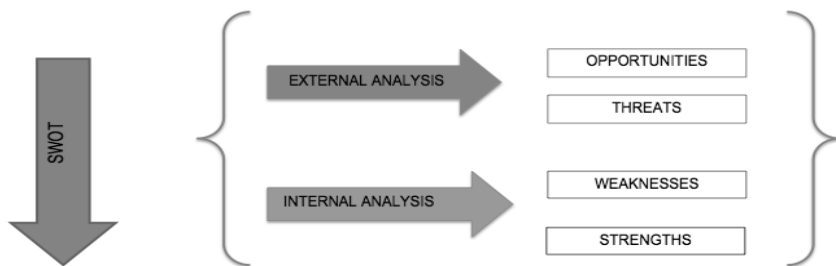 SWOT
EXTERNAL ANALYSIS
OPPORTUNITIES
THREATS
INTERNAL ANALYSIS
WEAKNESSES
STRENGTHS